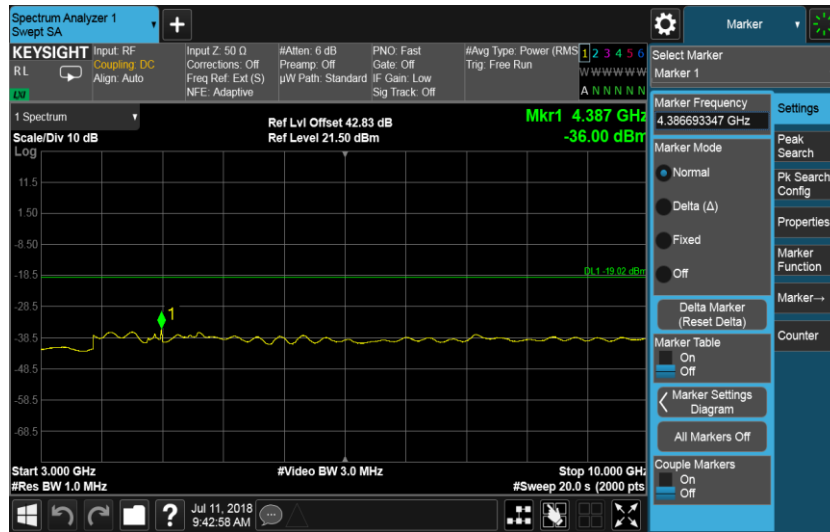 Spectrum Analyzer 1
Swept SA
+
Marker
KEYSIGHT
RL
LXI
Input: RF
Coupling: DC
Align: Auto
Input Z: 50 Ω
Corrections: Off
Freq Ref: Ext (S)
NFE: Adaptive
#Atten: 6 dB
Preamp: Off
µW Path: Standard
PNO: Fast
Gate: Off
IF Gain: Low
Sig Track: Off
#Avg Type: Power (RMS
Trig: Free Run
1 2 3 4 5 6
W W W W W W
A N N N N N
1 Spectrum
Scale/Div 10 dB
Log
Ref Lvl Offset 42.83 dB
Ref Level 21.50 dBm
Mkr1 4.387 GHz
-36.00 dBm
11.5
1.50
-8.50
-18.5
-28.5
-38.5
-48.5
-58.5
-68.5
DL1 -19.02 dBm
1
Start 3.000 GHz
#Res BW 1.0 MHz
#Video BW 3.0 MHz
Stop 10.000 GHz
#Sweep 20.0 s (2000 pts
?
Jul 11, 2018
9:42:58 AM
Select Marker
Marker 1
Marker Frequency
4.386693347 GHz
Marker Mode
Normal
Delta (Δ)
Fixed
Off
Delta Marker
(Reset Delta)
Marker Table
On
Off
Marker Settings
Diagram
All Markers Off
Couple Markers
On
Off
Settings
Peak
Search
Pk Search
Config
Properties
Marker
Function
Marker→
Counter